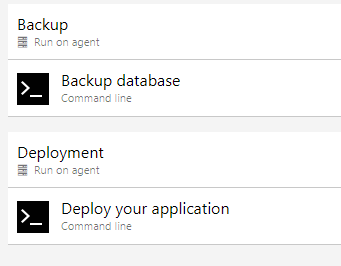 Backup
Run on agent
Backup database
Command line
Deployment
Run on agent
Deploy your application
Command line